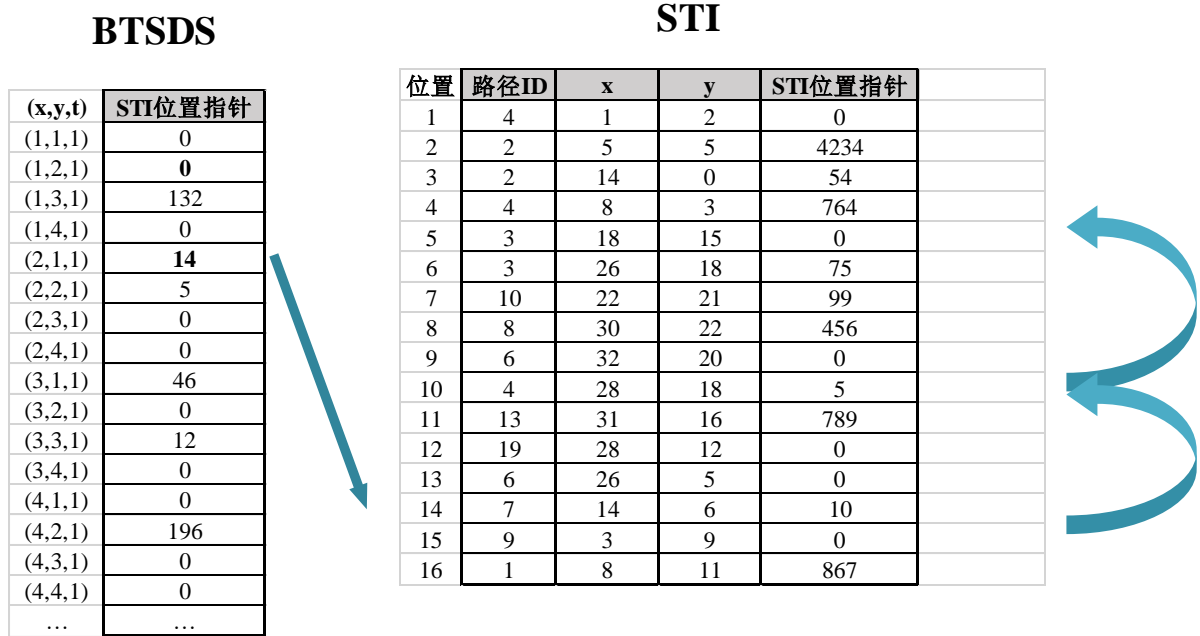 BTSDS
(x,y,t) STI位置指针
(1,1,1) 0
(1,2,1) 0
(1,3,1) 132
(1,4,1) 0
(2,1,1) 14
(2,2,1) 5
(2,3,1) 0
(2,4,1) 0
(3,1,1) 46
(3,2,1) 0
(3,3,1) 12
(3,4,1) 0
(4,1,1) 0
(4,2,1) 196
(4,3,1) 0
(4,4,1) 0
… …
STI
位置 路径ID x y STI位置指针
1 4 1 2 0
2 2 5 5 4234
3 2 14 0 54
4 4 8 3 764
5 3 18 15 0
6 3 26 18 75
7 10 22 21 99
8 8 30 22 456
9 6 32 20 0
10 4 28 18 5
11 13 31 16 789
12 19 28 12 0
13 6 26 5 0
14 7 14 6 10
15 9 3 9 0
16 1 8 11 867